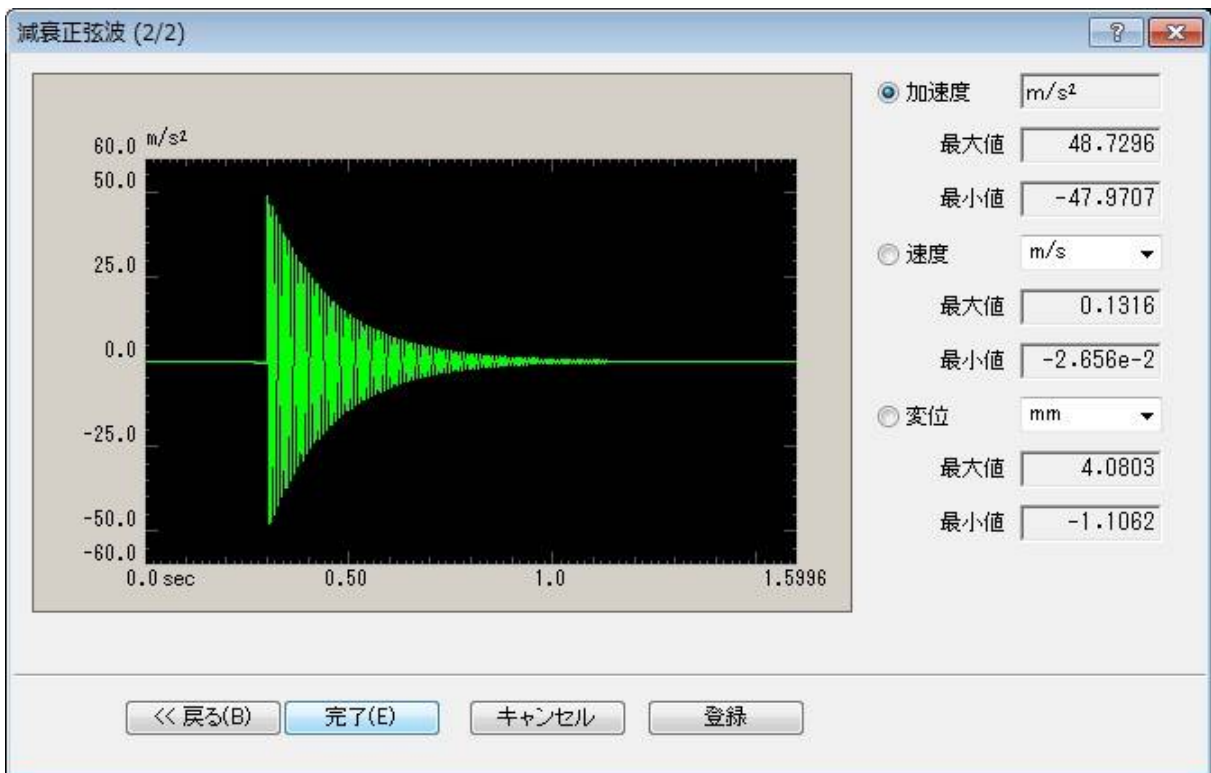 減衰正弦波 (2/2)
m/s²
60.0
50.0
25.0
0.0
-25.0
-50.0
-60.0
0.0 sec 0.50 1.0 1.5996
加速度 m/s²
最大値 48.7296
最小値 -47.9707
速度 m/s
最大値 0.1316
最小値 -2.656e-2
変位 mm
最大値 4.0803
最小値 -1.1062
<< 戻る(B) 完了(E) キャンセル 登録